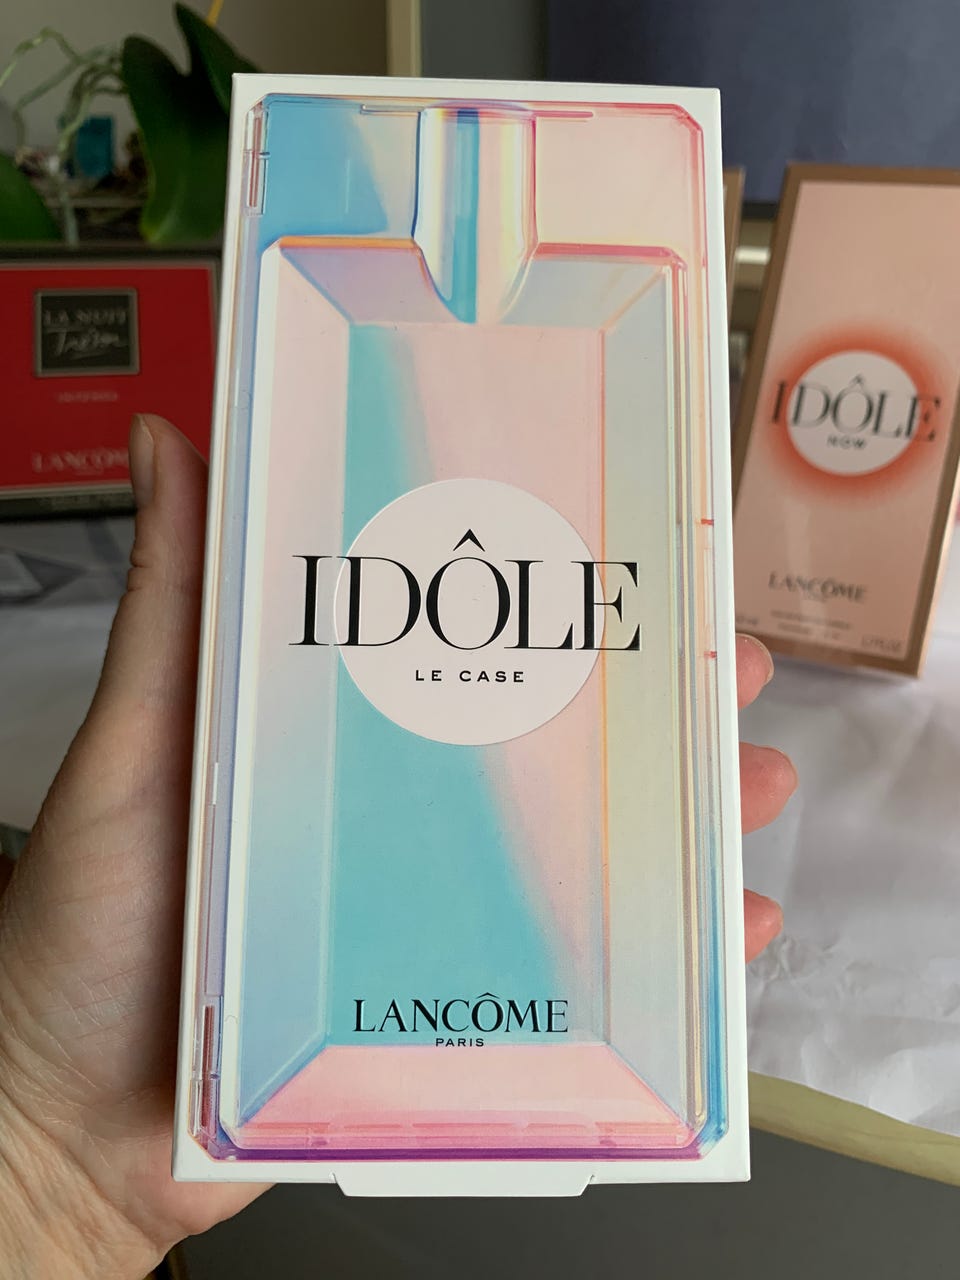 IDÔLE
LE CASE
LANCÔME
PARIS
LA NUIT
Trésor
LANCÔME
IDÔLE
NOW
LANCÔME